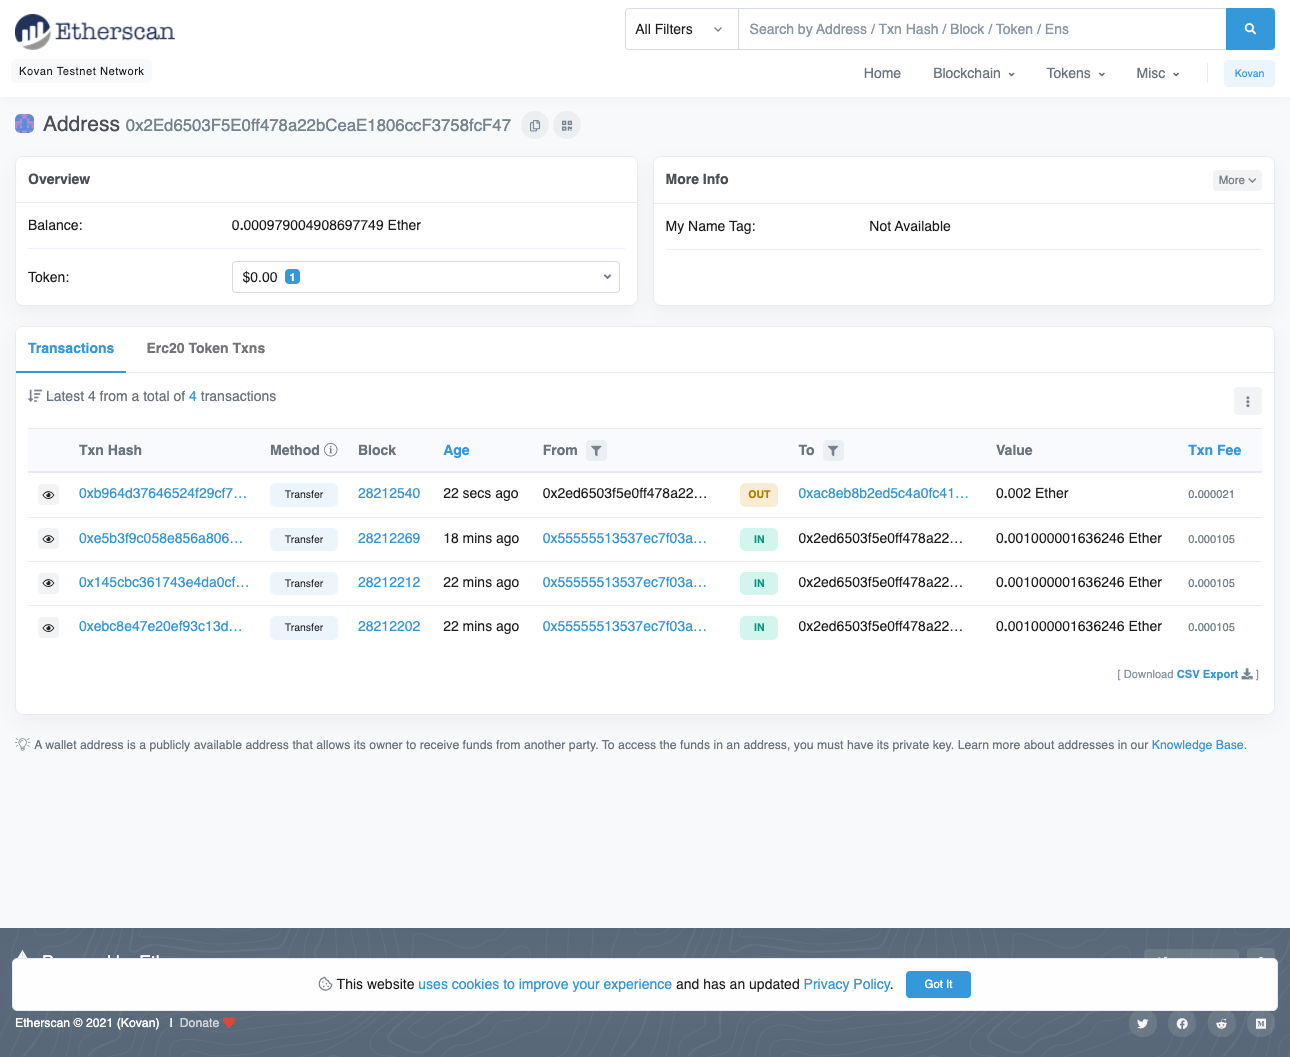 Etherscan
All Filters
Search by Address / Txn Hash / Block / Token / Ens
Kovan Testnet Network
Home Blockchain Tokens Misc Kovan
Address 0x2Ed6503F5E0ff478a22bCeaE1806ccF3758fcF47
Overview
Balance: 0.000979004908697749 Ether
Token: $0.00 1
More Info More
My Name Tag: Not Available
Transactions Erc20 Token Txns
Latest 4 from a total of 4 transactions
Txn Hash Method Block Age From To Value Txn Fee
0xb964d37646524f29cf7... Transfer 28212540 22 secs ago 0x2ed6503f5e0ff478a22... OUT 0xac8eb8b2ed5c4a0fc41... 0.002 Ether 0.000021
0xe5b3f9c058e856a806... Transfer 28212269 18 mins ago 0x55555513537ec7f03a... IN 0x2ed6503f5e0ff478a22... 0.001000001636246 Ether 0.000105
0x145cbc361743e4da0cf... Transfer 28212212 22 mins ago 0x55555513537ec7f03a... IN 0x2ed6503f5e0ff478a22... 0.001000001636246 Ether 0.000105
0xebc8e47e20ef93c13d... Transfer 28212202 22 mins ago 0x55555513537ec7f03a... IN 0x2ed6503f5e0ff478a22... 0.001000001636246 Ether 0.000105
[ Download CSV Export ]
A wallet address is a publicly available address that allows its owner to receive funds from another party. To access the funds in an address, you must have its private key. Learn more about addresses in our Knowledge Base.
This website uses cookies to improve your experience and has an updated Privacy Policy. Got It
Etherscan © 2021 (Kovan) | Donate